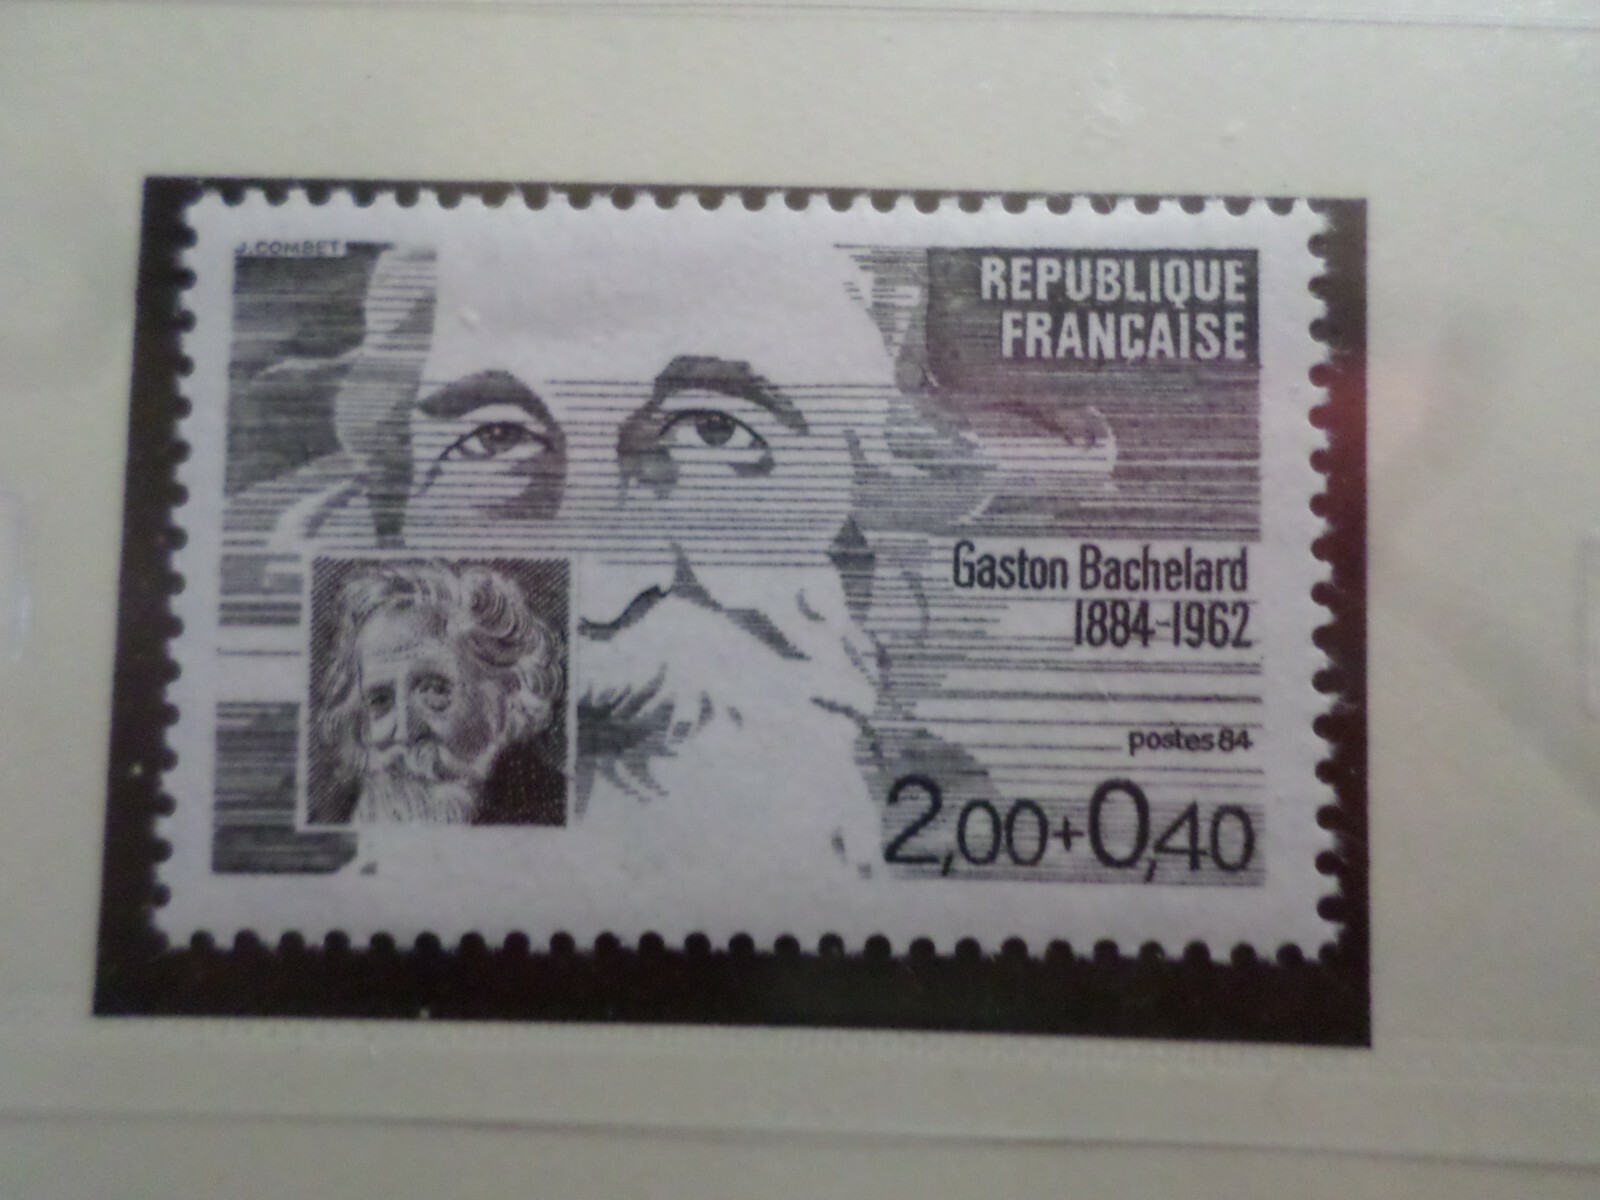 J.COMBET
REPUBLIQUE
FRANÇAISE
Gaston Bachelard
1884-1962
postes 84
2,00+0,40